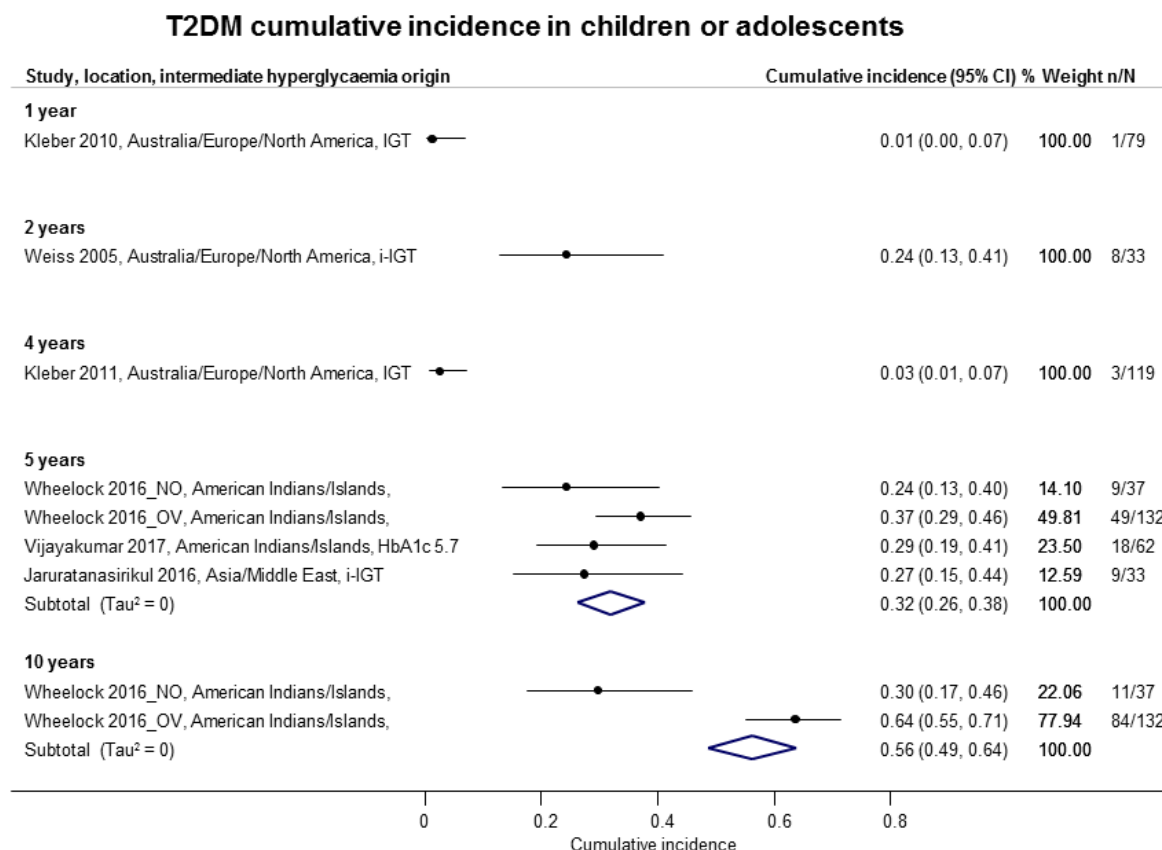 T2DM cumulative incidence in children or adolescents
Study, location, intermediate hyperglycaemia origin Cumulative incidence (95% CI) % Weight n/N
1 year
Kleber 2010, Australia/Europe/North America, IGT 0.01 (0.00, 0.07) 100.00 1/79
2 years
Weiss 2005, Australia/Europe/North America, i-IGT 0.24 (0.13, 0.41) 100.00 8/33
4 years
Kleber 2011, Australia/Europe/North America, IGT 0.03 (0.01, 0.07) 100.00 3/119
5 years
Wheelock 2016_NO, American Indians/Islands, 0.24 (0.13, 0.40) 14.10 9/37
Wheelock 2016_OV, American Indians/Islands, 0.37 (0.29, 0.46) 49.81 49/132
Vijayakumar 2017, American Indians/Islands, HbA1c 5.7 0.29 (0.19, 0.41) 23.50 18/62
Jaruratanasirikul 2016, Asia/Middle East, i-IGT 0.27 (0.15, 0.44) 12.59 9/33
Subtotal (Tau² = 0) 0.32 (0.26, 0.38) 100.00
10 years
Wheelock 2016_NO, American Indians/Islands, 0.30 (0.17, 0.46) 22.06 11/37
Wheelock 2016_OV, American Indians/Islands, 0.64 (0.55, 0.71) 77.94 84/132
Subtotal (Tau² = 0) 0.56 (0.49, 0.64) 100.00
0 0.2 0.4 0.6 0.8
Cumulative incidence